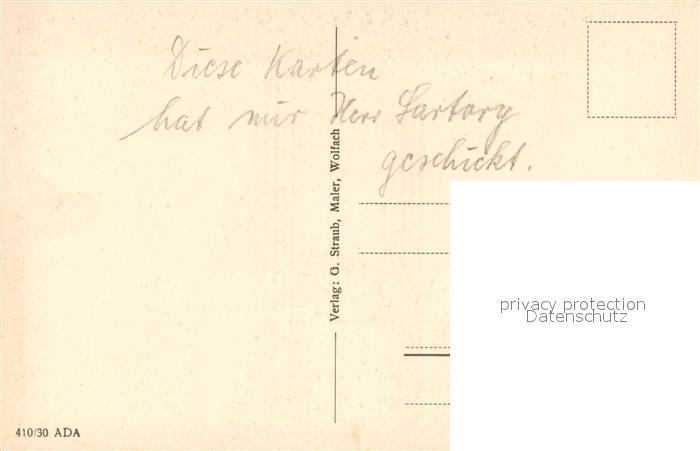 Diese Karten
hat mir Herr Sartory
geschickt.
Verlag: G. Straub, Maler, Wolfach
privacy protection
Datenschutz
410/30 ADA